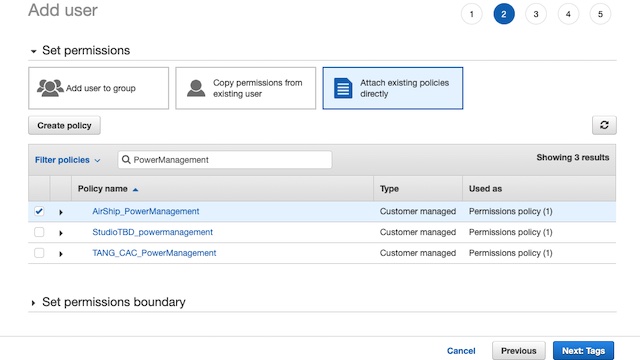 Add user
1 2 3 4 5
Set permissions
Add user to group
Copy permissions from
existing user
Attach existing policies
directly
Create policy
Filter policies
PowerManagement
Showing 3 results
Policy name Type Used as
AirShip_PowerManagement Customer managed Permissions policy (1)
StudioTBD_powermanagement Customer managed Permissions policy (1)
TANG_CAC_PowerManagement Customer managed Permissions policy (1)
Set permissions boundary
Cancel Previous Next: Tags